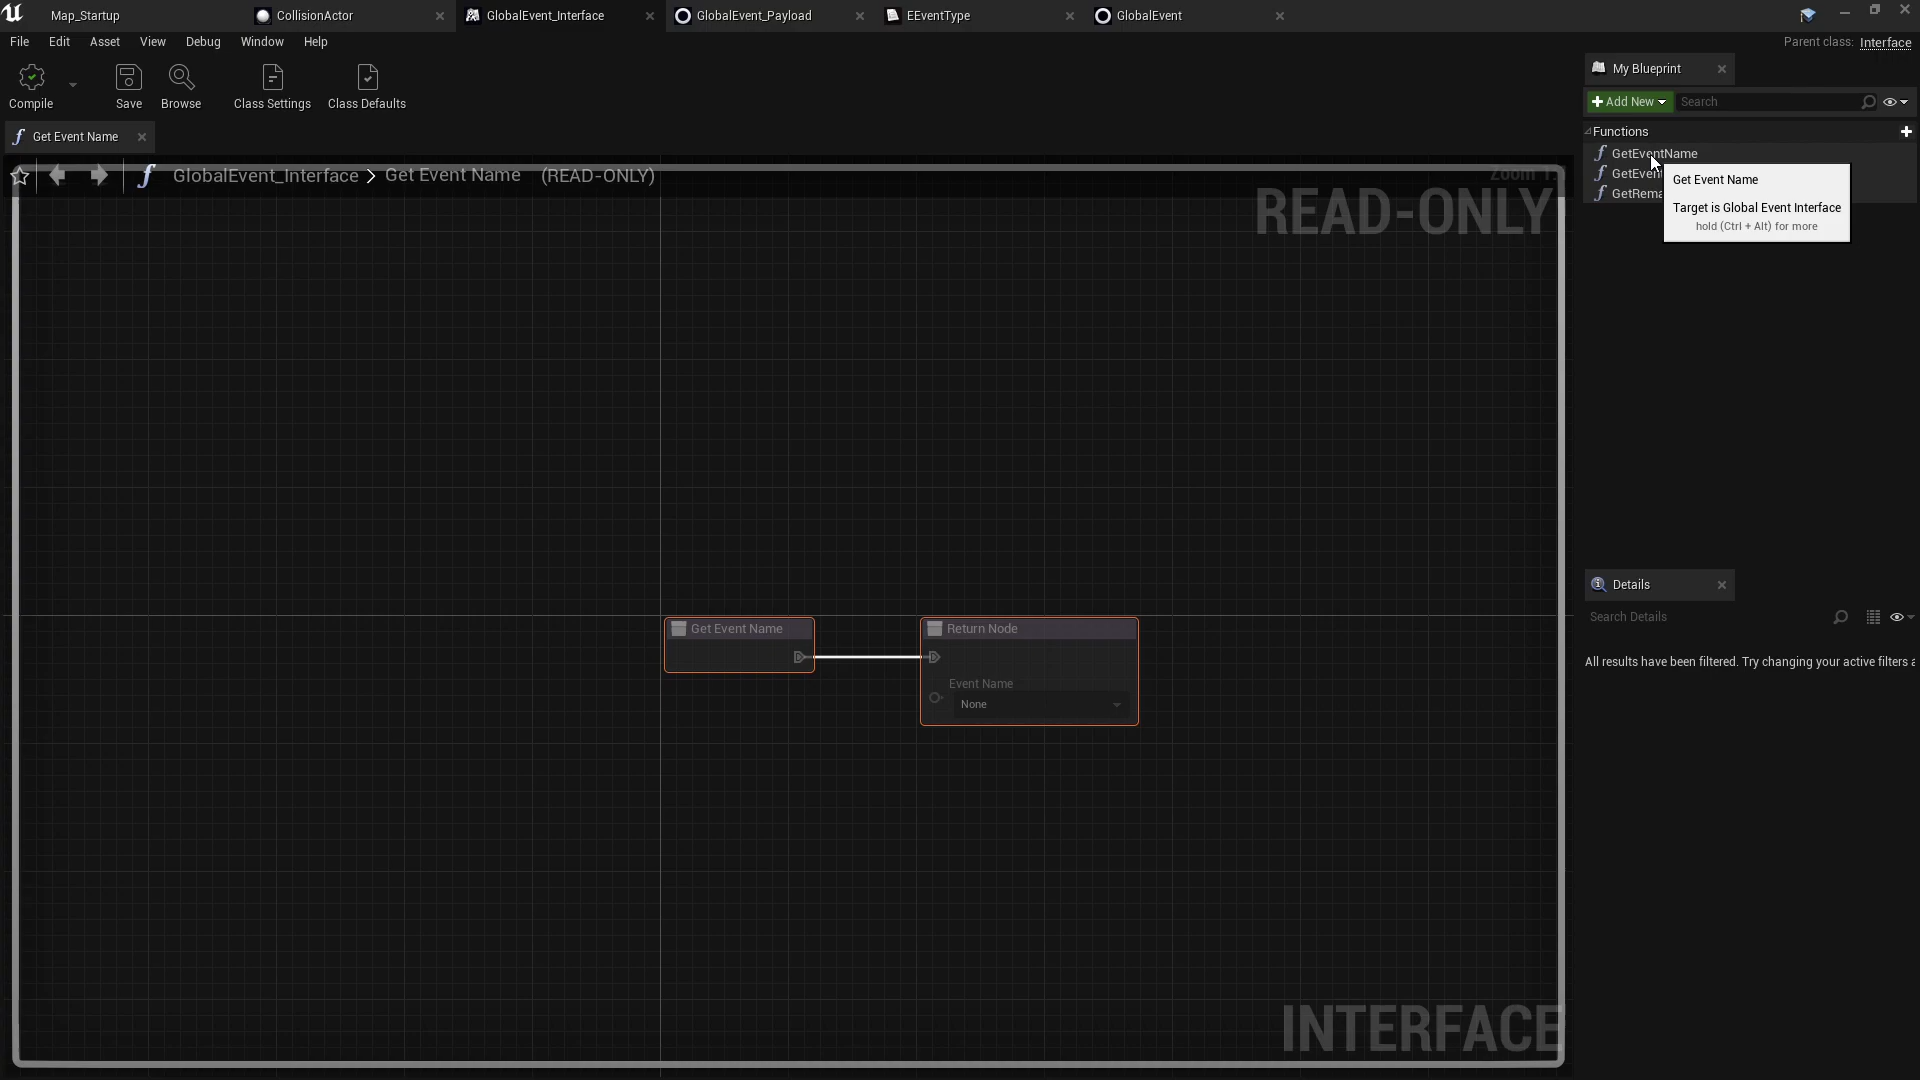 Map_Startup
CollisionActor
GlobalEvent_Interface
GlobalEvent_Payload
EEventType
GlobalEvent
File Edit Asset View Debug Window Help
Parent class: Interface
Compile
Save
Browse
Class Settings
Class Defaults
My Blueprint
Add New
Search
Get Event Name
Functions
GetEventName
GetEven
GetRema
Get Event Name
Target is Global Event Interface
hold (Ctrl + Alt) for more
GlobalEvent_Interface > Get Event Name (READ-ONLY)
Zoom
READ-ONLY
Get Event Name
Return Node
Event Name
None
Details
Search Details
All results have been filtered. Try changing your active filters a
INTERFACE